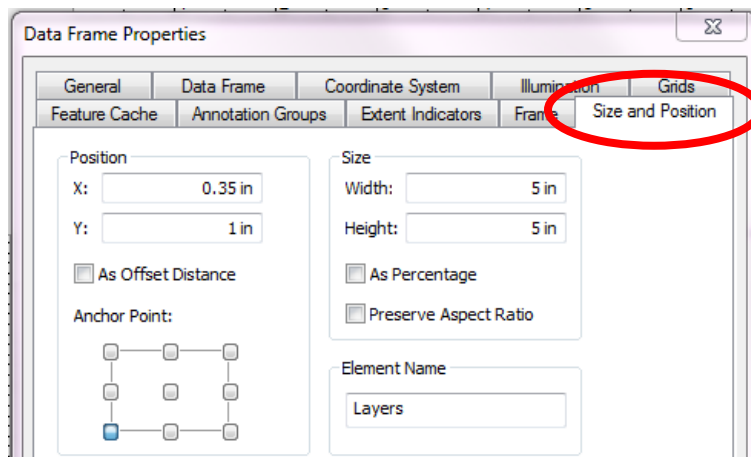 Data Frame Properties
General Data Frame Coordinate System Illumination Grids
Feature Cache Annotation Groups Extent Indicators Frame Size and Position
Position Size
X: 0.35 in Width: 5 in
Y: 1 in Height: 5 in
As Offset Distance As Percentage
Anchor Point: Preserve Aspect Ratio
Element Name
Layers